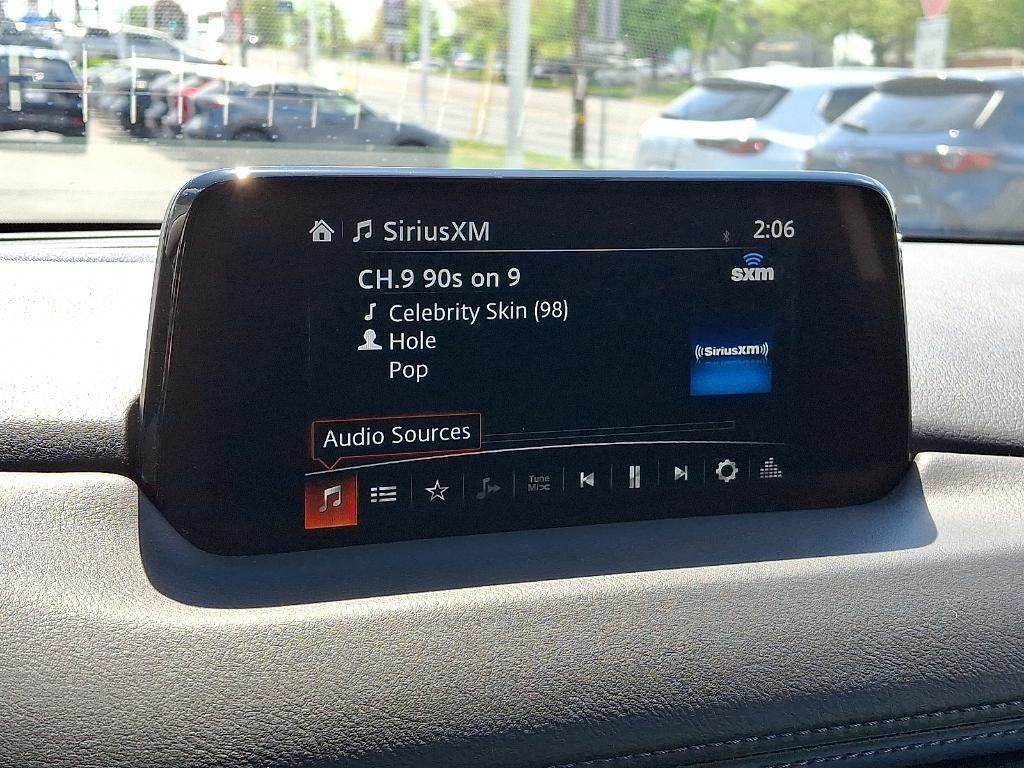 SiriusXM
2:06
CH.9 90s on 9
sxm
Celebrity Skin (98)
Hole
((SiriusXM))
Pop
Audio Sources
Tune
Mix